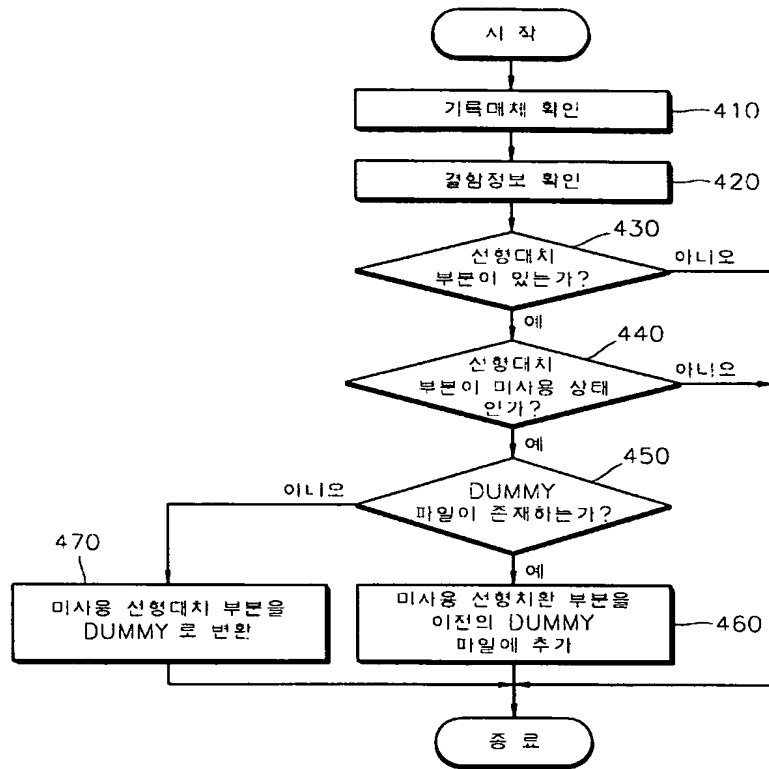 시 작
기록매체 확인
410
결함정보 확인
420
430
선형대치
부분이 있는가?
아니오
예
440
선형대치
부분이 미사용 상태
인가?
아니오
예
450
DUMMY
파일이 존재하는가?
아니오
예
470
미사용 선형대치 부분을
DUMMY 로 변환
미사용 선형치환 부분을
이전의 DUMMY
파일에 추가
460
종 료